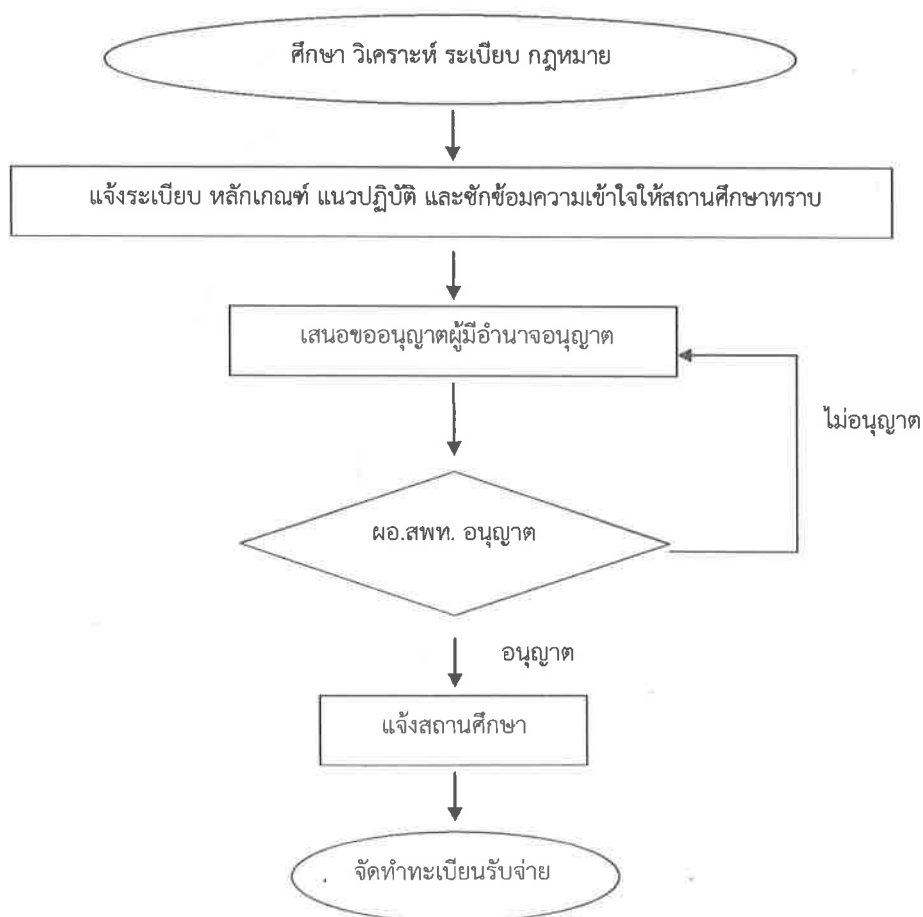 ศึกษา วิเคราะห์ ระเบียบ กฎหมาย
แจ้งระเบียบ หลักเกณฑ์ แนวปฏิบัติ และซักซ้อมความเข้าใจให้สถานศึกษาทราบ
เสนอขออนุญาตผู้มีอำนาจอนุญาต
ไม่อนุญาต
ผอ.สพท. อนุญาต
อนุญาต
แจ้งสถานศึกษา
จัดทำทะเบียนรับจ่าย